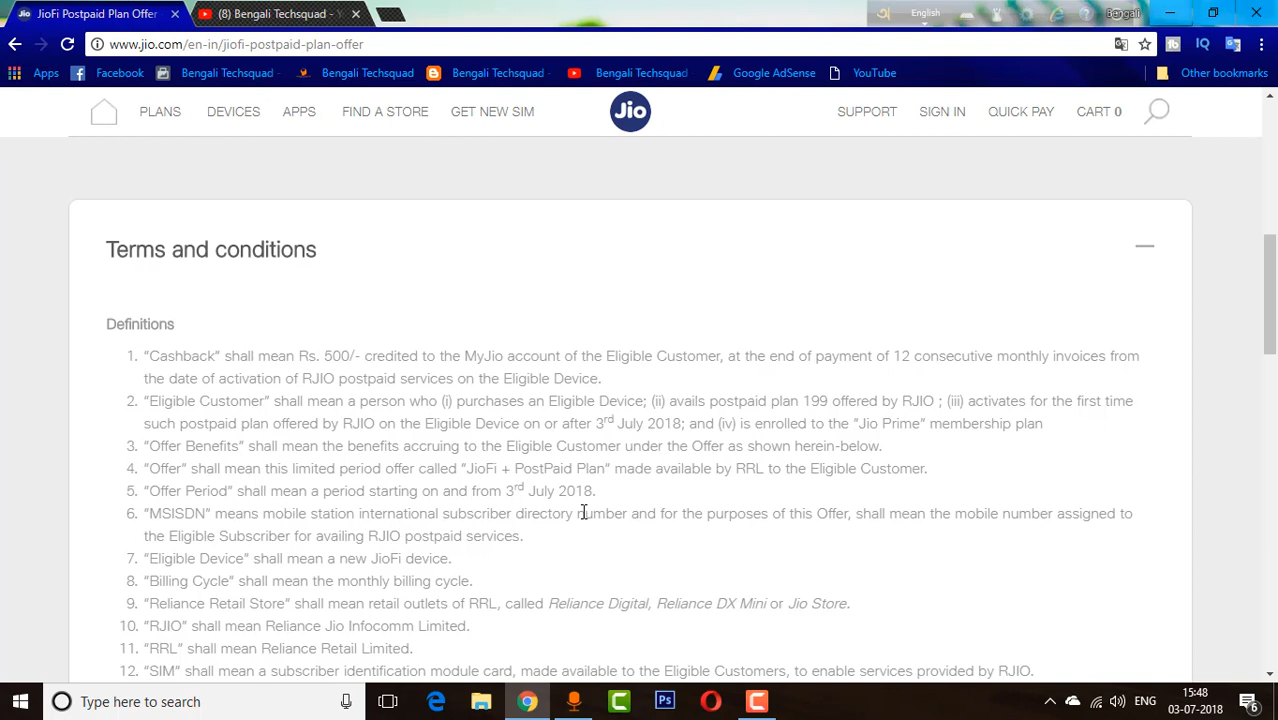 JioFi Postpaid Plan Offer
(8) Bengali Techsquad - Y
English
Bengali
www.jio.com/en-in/jiofi-postpaid-plan-offer
IQ
Apps Facebook Bengali Techsquad Bengali Techsquad Bengali Techsquad Bengali Techsquad Google AdSense YouTube Other bookmarks
PLANS DEVICES APPS FIND A STORE GET NEW SIM Jio SUPPORT SIGN IN QUICK PAY CART 0
Terms and conditions
Definitions
1. “Cashback” shall mean Rs. 500/- credited to the MyJio account of the Eligible Customer, at the end of payment of 12 consecutive monthly invoices from
the date of activation of RJIO postpaid services on the Eligible Device.
2. “Eligible Customer” shall mean a person who (i) purchases an Eligible Device; (ii) avails postpaid plan 199 offered by RJIO ; (iii) activates for the first time
such postpaid plan offered by RJIO on the Eligible Device on or after 3rd July 2018; and (iv) is enrolled to the "Jio Prime” membership plan
3. “Offer Benefits” shall mean the benefits accruing to the Eligible Customer under the Offer as shown herein-below.
4. “Offer” shall mean this limited period offer called “JioFi + PostPaid Plan” made available by RRL to the Eligible Customer.
5. “Offer Period” shall mean a period starting on and from 3rd July 2018.
6. “MSISDN” means mobile station international subscriber directory number and for the purposes of this Offer, shall mean the mobile number assigned to
the Eligible Subscriber for availing RJIO postpaid services.
7. “Eligible Device” shall mean a new JioFi device.
8. “Billing Cycle” shall mean the monthly billing cycle.
9. “Reliance Retail Store” shall mean retail outlets of RRL, called Reliance Digital, Reliance DX Mini or Jio Store.
10. “RJIO" shall mean Reliance Jio Infocomm Limited.
11. “RRL” shall mean Reliance Retail Limited.
12. “SIM” shall mean a subscriber identification module card, made available to the Eligible Customers, to enable services provided by RJIO.
Type here to search
Ps
ENG
15:48
03-07-2018
6